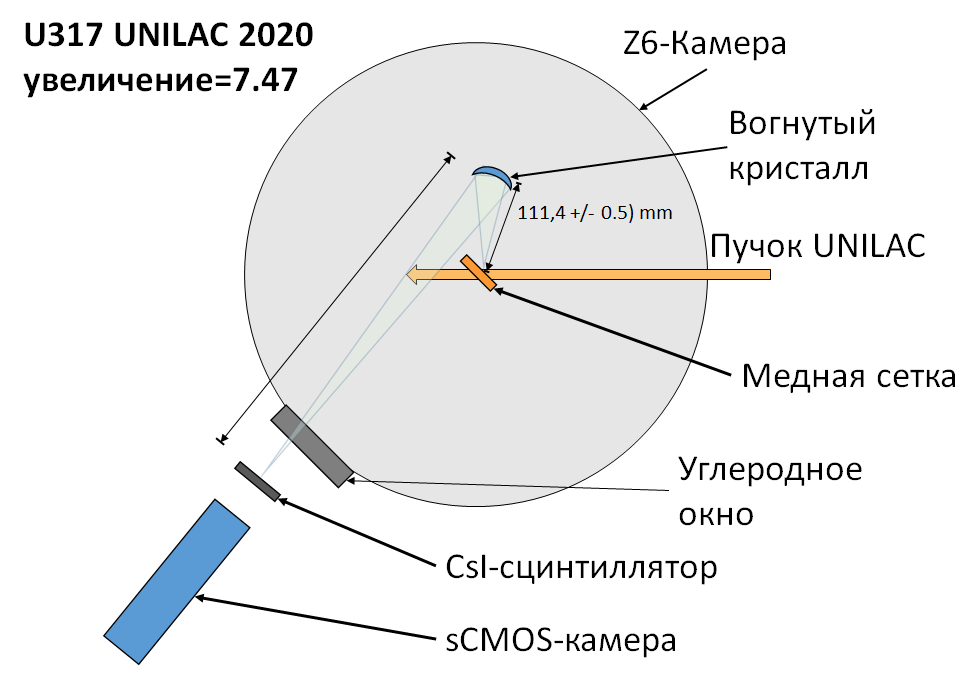 U317 UNILAC 2020
увеличение=7.47
Z6-Камера
Вогнутый
кристалл
111,4 +/- 0.5) mm
Пучок UNILAC
Медная сетка
Углеродное
окно
CsI-сцинтиллятор
sCMOS-камера